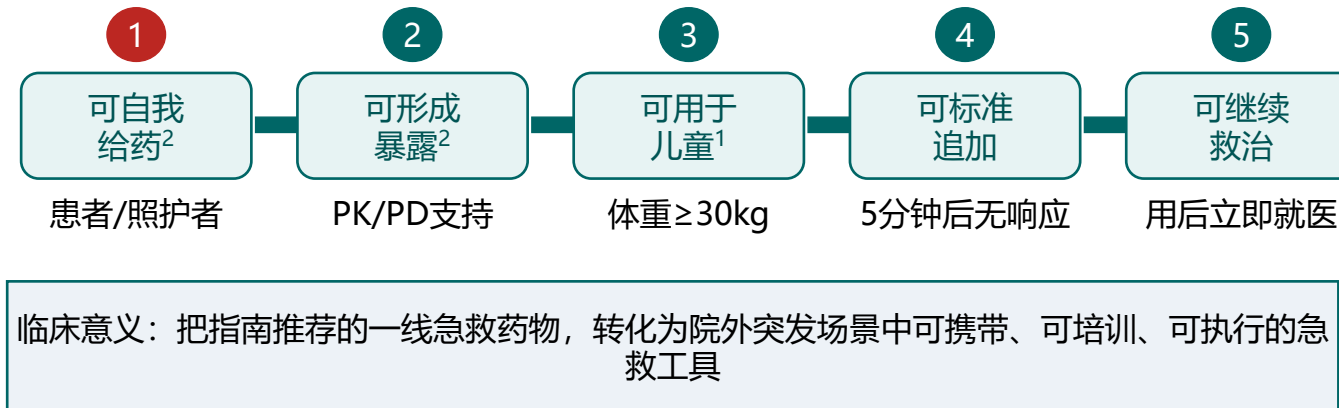 1
2
3
4
5
可自我
给药2
可形成
暴露2
可用于
儿童1
可标准
追加
可继续
救治
患者/照护者
PK/PD支持
体重≥30kg
5分钟后无响应
用后立即就医
临床意义：把指南推荐的一线急救药物，转化为院外突发场景中可携带、可培训、可执行的急
救工具